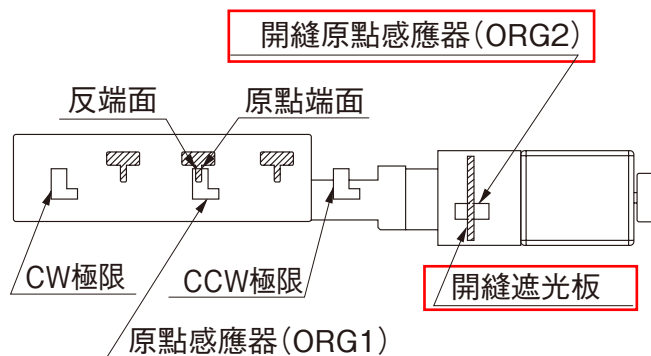 開縫原點感應器(ORG2)
反端面
原點端面
CW極限
CCW極限
開縫遮光板
原點感應器(ORG1)